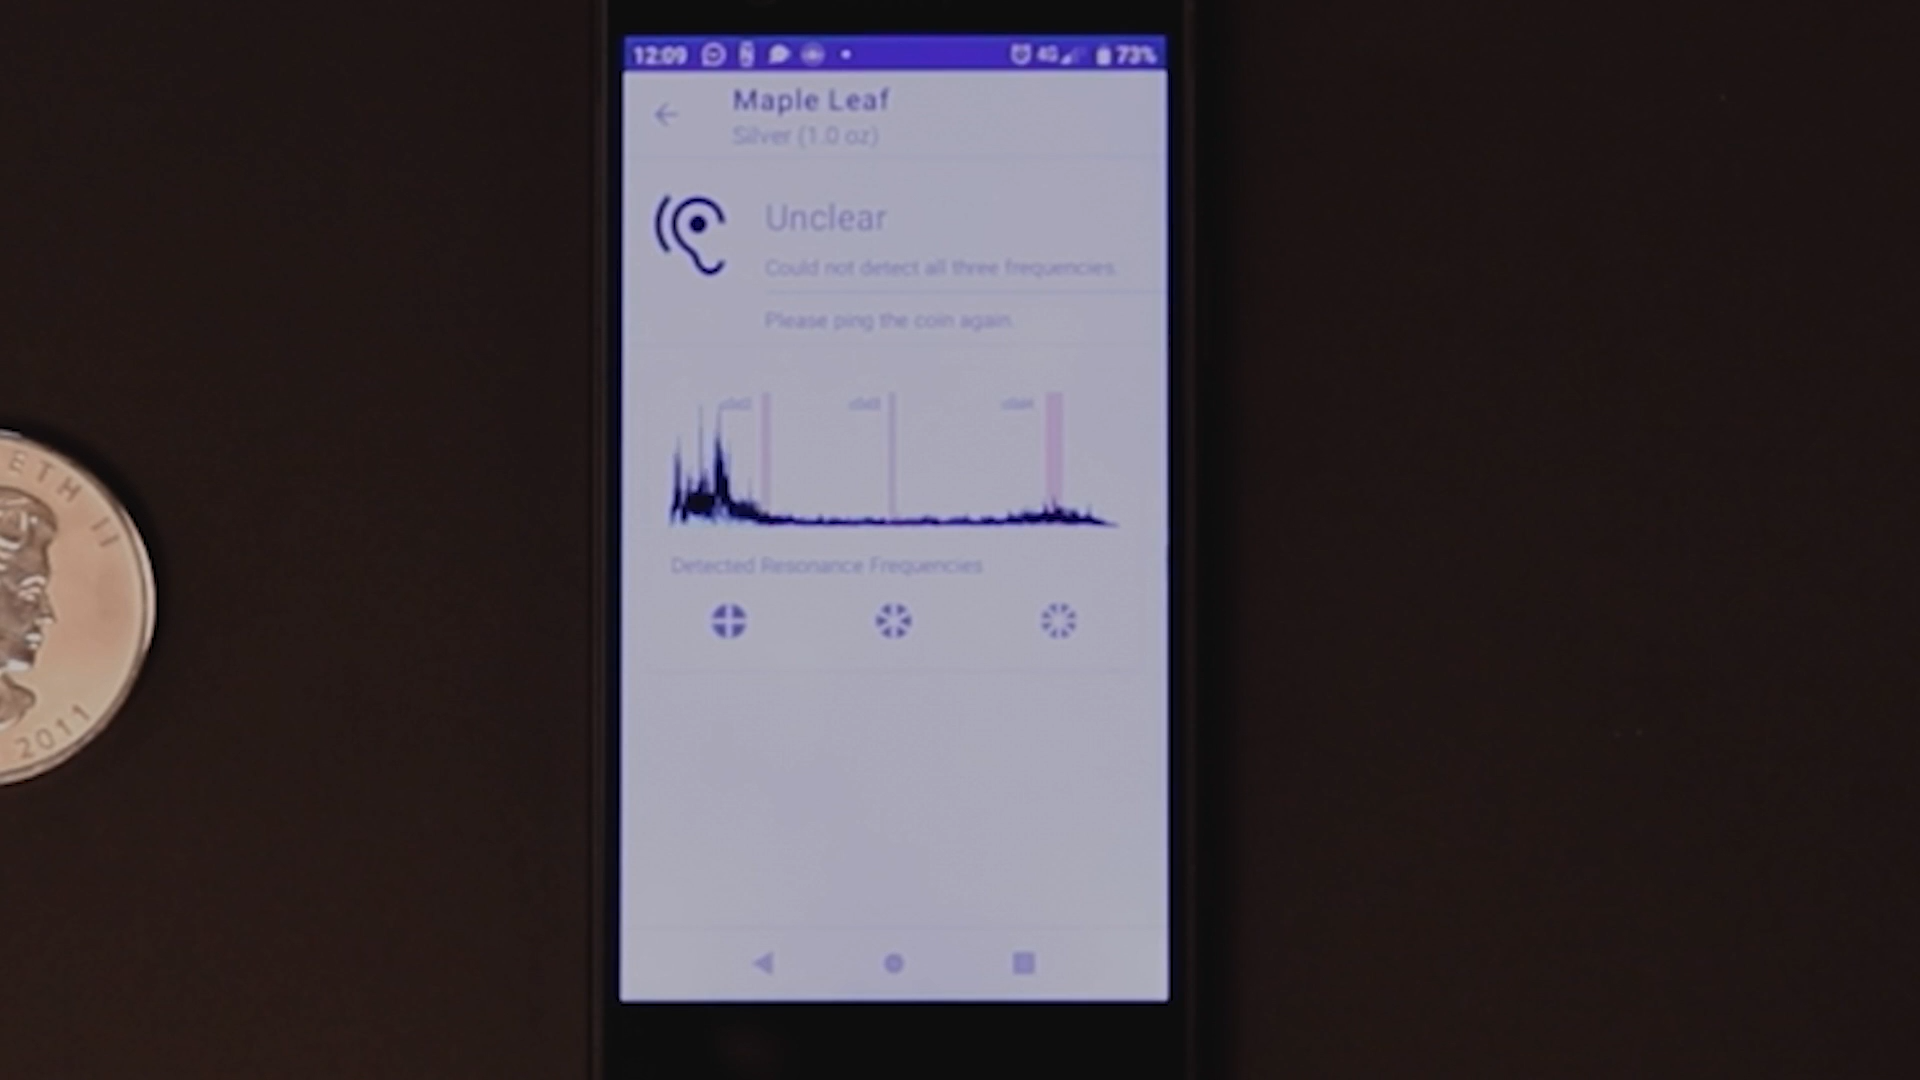 12:09
4G 73%
Maple Leaf
Silver (1.0 oz)
Unclear
Could not detect all three frequencies.
Please ping the coin again.
Detected Resonance Frequencies
ETH II
2011